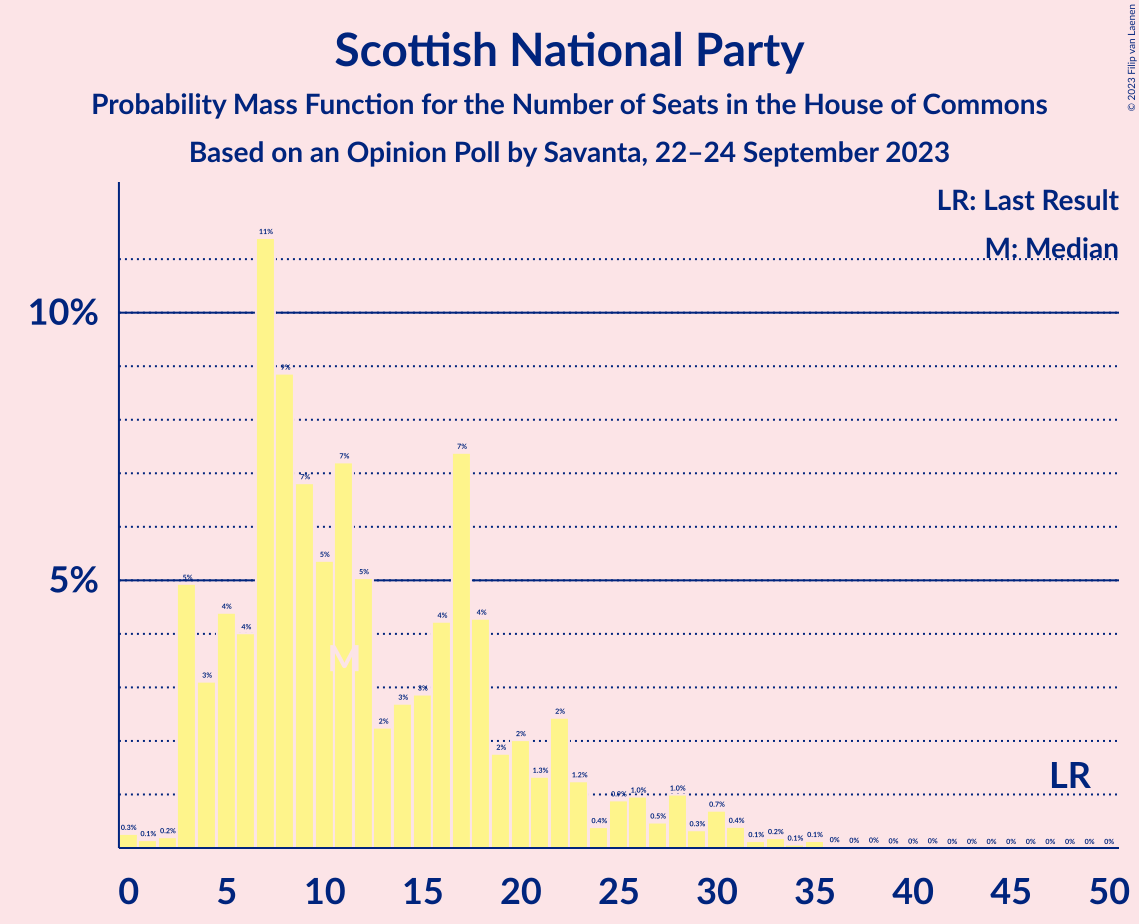 Scottish National Party
Probability Mass Function for the Number of Seats in the House of Commons
Based on an Opinion Poll by Savanta, 22–24 September 2023
© 2023 Filip van Laenen
LR: Last Result
M: Median
10%
5%
0.3% 0.1% 0.2% 5% 3% 4% 4% 11% 9% 7% 5% 7% 5% 2% 3% 3% 4% 7% 4% 2% 2% 1.3% 2% 1.2% 0.4% 0.9% 1.0% 0.5% 1.0% 0.3% 0.7% 0.4% 0.1% 0.2% 0.1% 0.1% 0% 0% 0% 0% 0% 0% 0% 0% 0% 0% 0% 0% 0% 0% 0%
M
LR
0 5 10 15 20 25 30 35 40 45 50